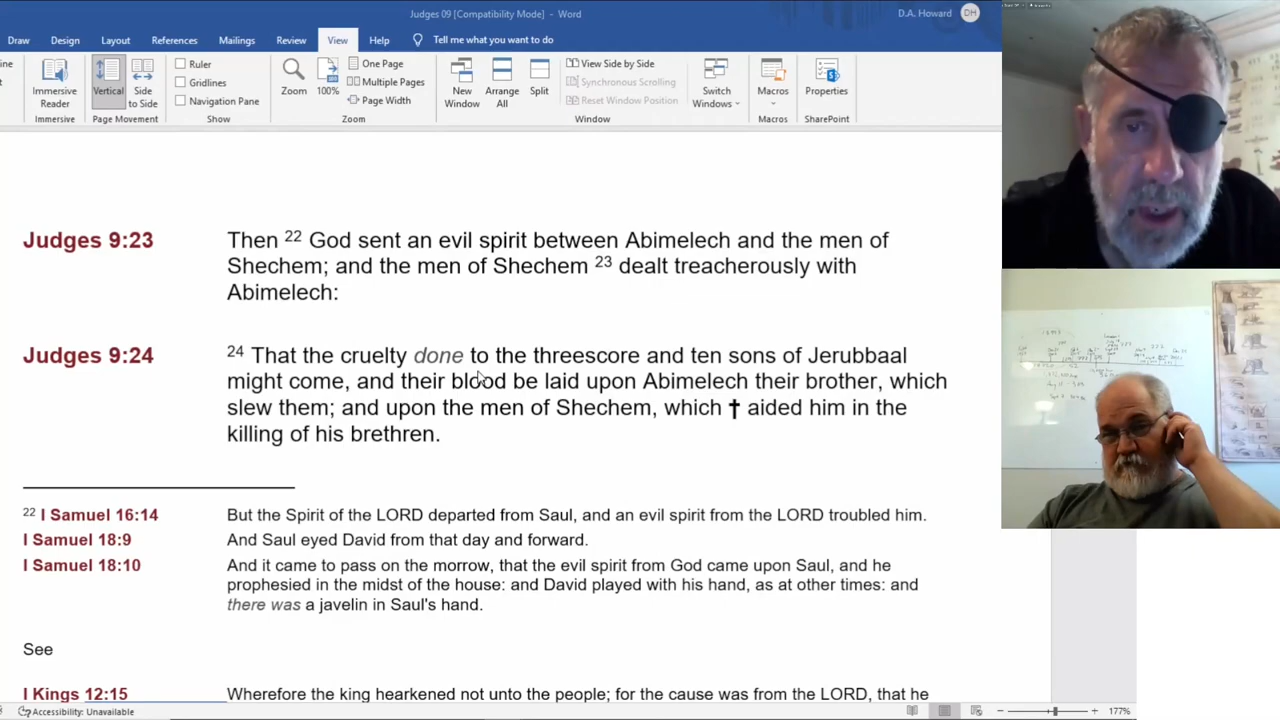 Judges 09 [Compatibility Mode] - Word
D.A. Howard DH
Draw Design Layout References Mailings Review View Help Tell me what you want to do
Immersive Reader
Immersive
Vertical
Side to Side
Page Movement
Ruler
Gridlines
Navigation Pane
Show
Zoom
100%
One Page
Multiple Pages
Page Width
Zoom
New Window
Arrange All
Split
View Side by Side
Synchronous Scrolling
Reset Window Position
Switch Windows
Window
Macros
Macros
Properties
SharePoint
Judges 9:23 Then 22 God sent an evil spirit between Abimelech and the men of
Shechem; and the men of Shechem 23 dealt treacherously with
Abimelech:
Judges 9:24 24 That the cruelty done to the threescore and ten sons of Jerubbaal
might come, and their blood be laid upon Abimelech their brother, which
slew them; and upon the men of Shechem, which † aided him in the
killing of his brethren.
22 I Samuel 16:14 But the Spirit of the LORD departed from Saul, and an evil spirit from the LORD troubled him.
I Samuel 18:9 And Saul eyed David from that day and forward.
I Samuel 18:10 And it came to pass on the morrow, that the evil spirit from God came upon Saul, and he
prophesied in the midst of the house: and David played with his hand, as at other times: and
there was a javelin in Saul's hand.
See
I Kings 12:15 Wherefore the king hearkened not unto the people; for the cause was from the LORD, that he
Accessibility: Unavailable
177%